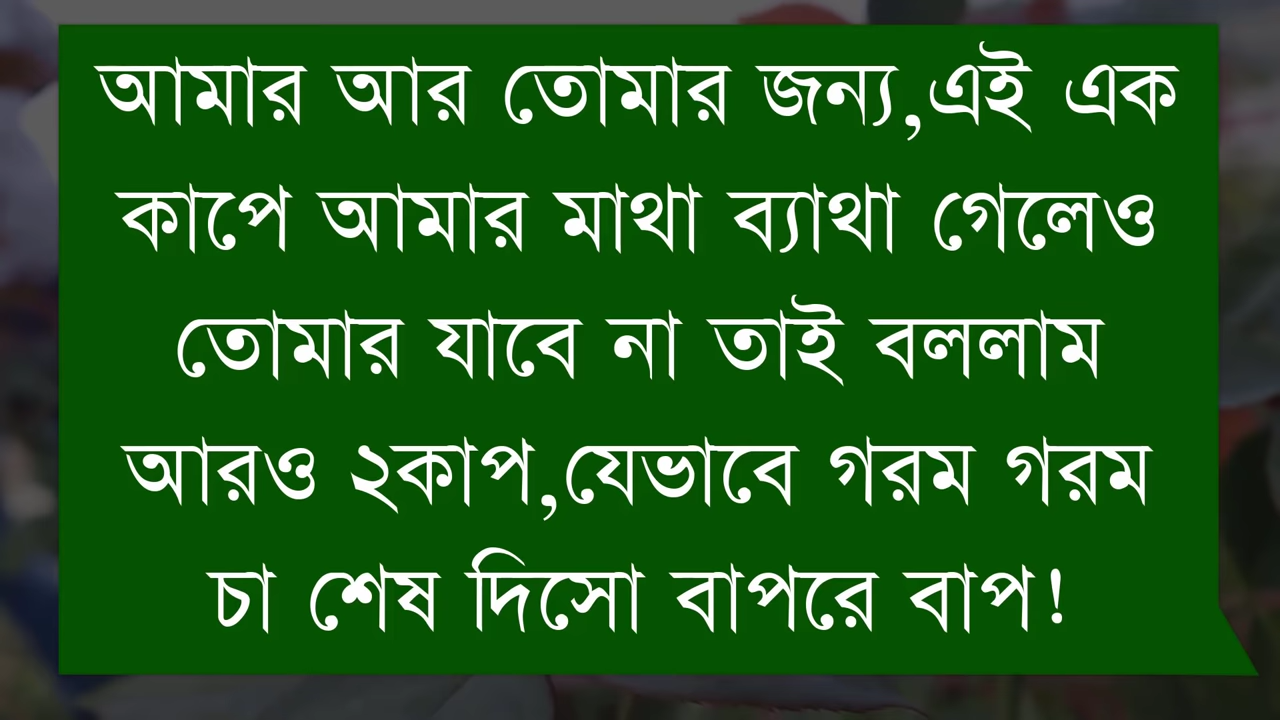 আমার আর তোমার জন্য,এই এক
কাপে আমার মাথা ব্যাথা গেলেও
তোমার যাবে না তাই বললাম
আরও ২কাপ,যেভাবে গরম গরম
চা শেষ দিসো বাপরে বাপ!